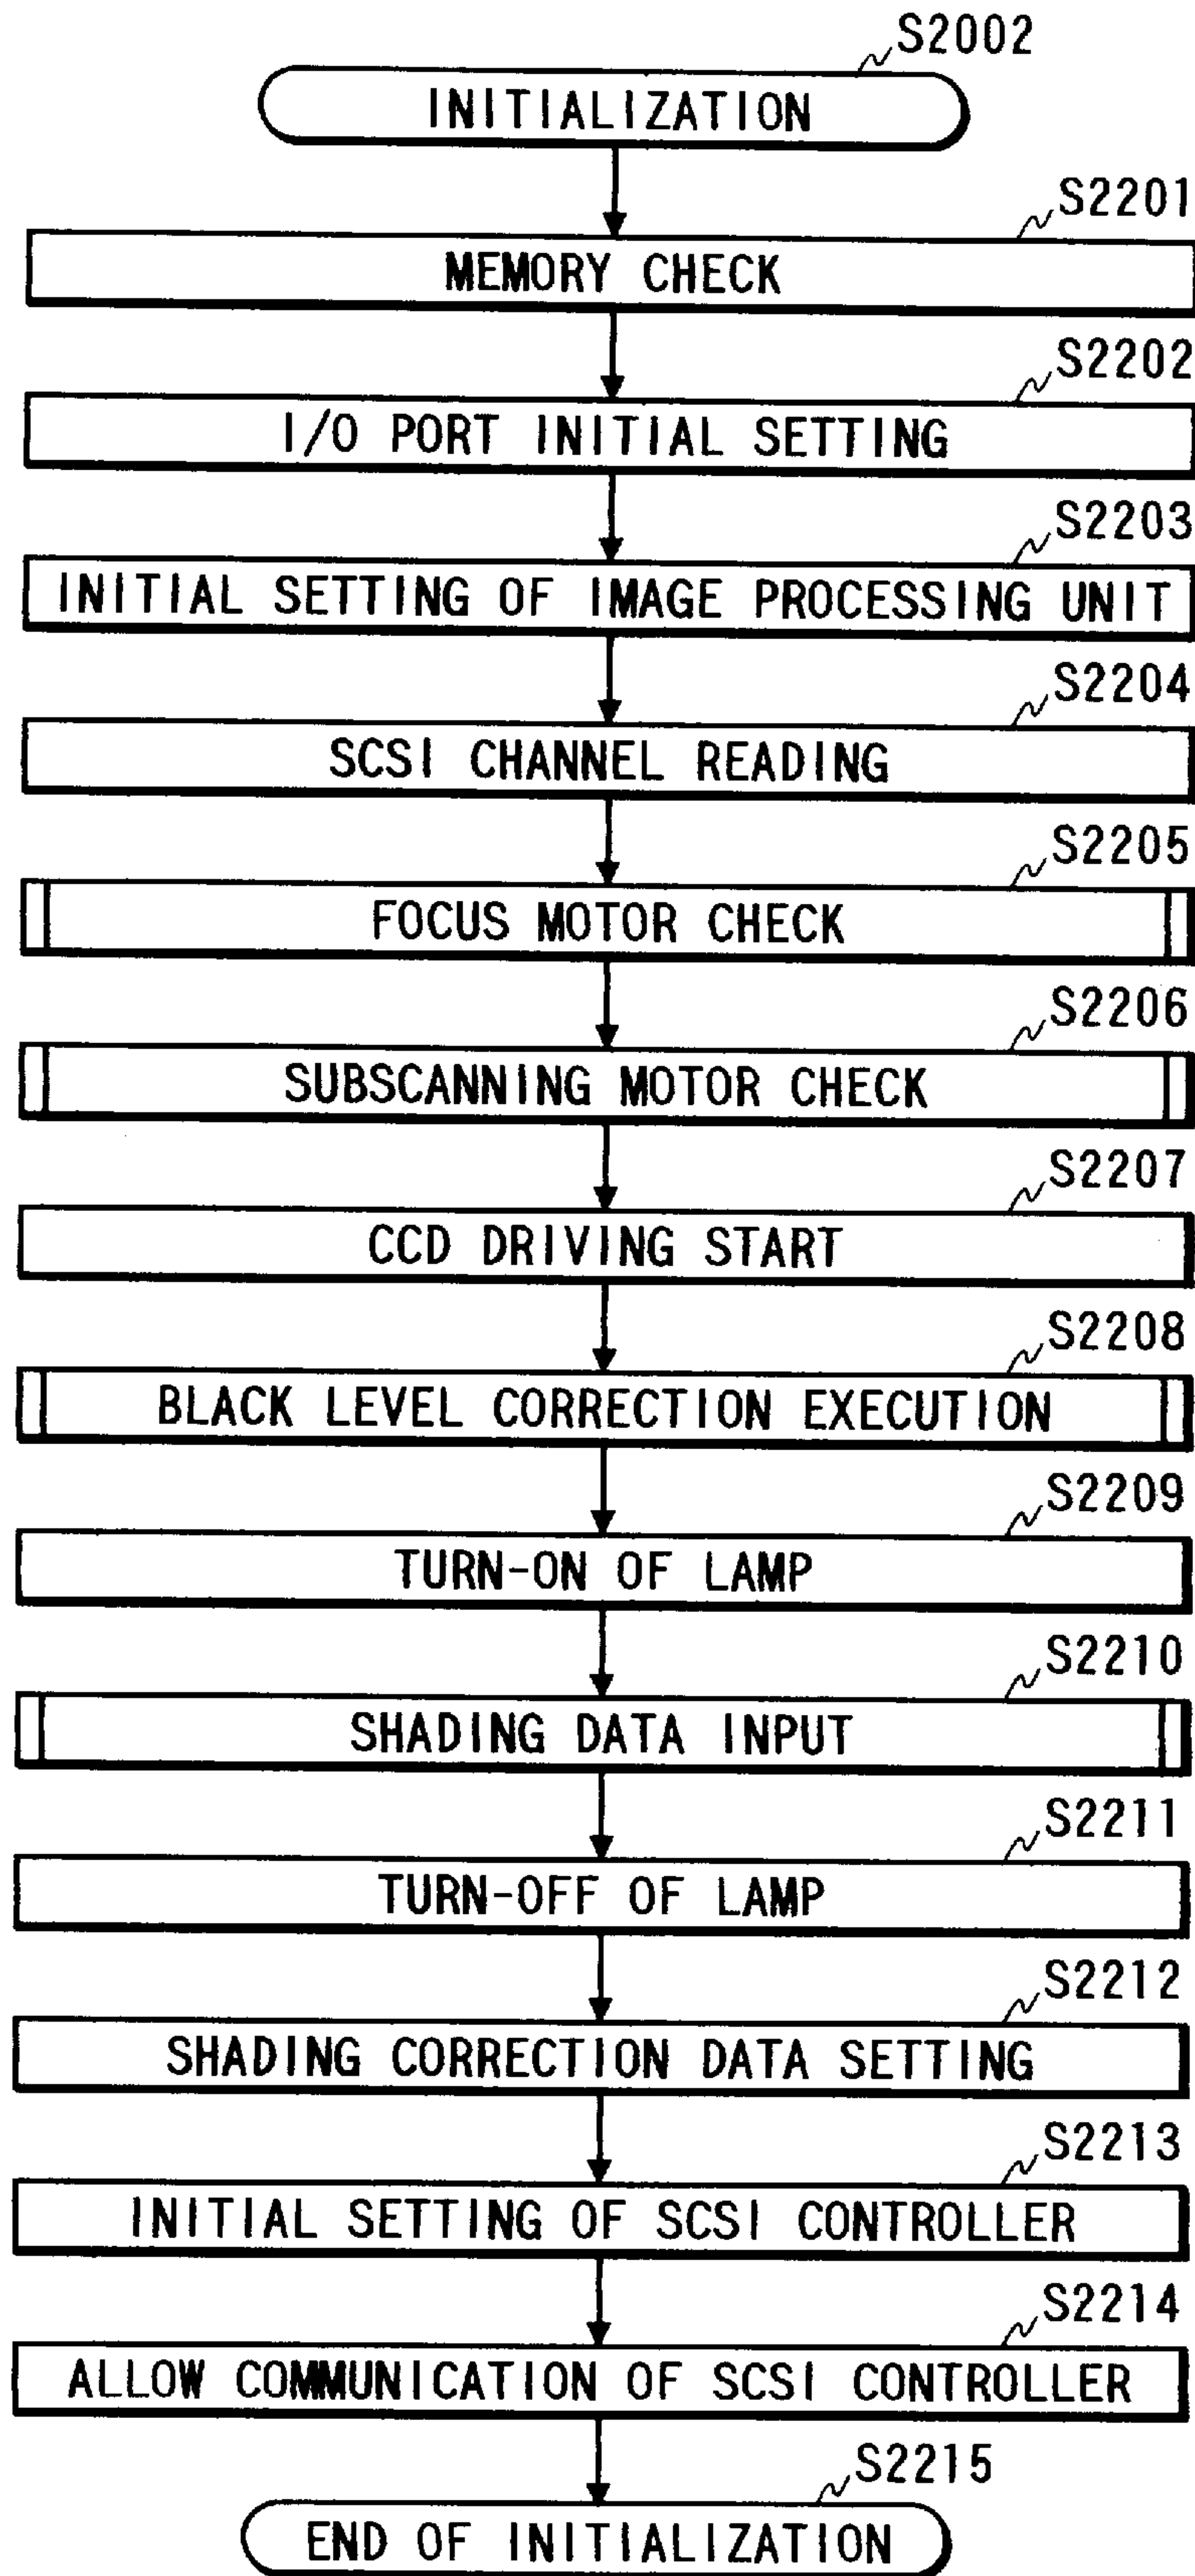 S2002
INITIALIZATION
S2201
MEMORY CHECK
S2202
I/O PORT INITIAL SETTING
S2203
INITIAL SETTING OF IMAGE PROCESSING UNIT
S2204
SCSI CHANNEL READING
S2205
FOCUS MOTOR CHECK
S2206
SUBSCANNING MOTOR CHECK
S2207
CCD DRIVING START
S2208
BLACK LEVEL CORRECTION EXECUTION
S2209
TURN-ON OF LAMP
S2210
SHADING DATA INPUT
S2211
TURN-OFF OF LAMP
S2212
SHADING CORRECTION DATA SETTING
S2213
INITIAL SETTING OF SCSI CONTROLLER
S2214
ALLOW COMMUNICATION OF SCSI CONTROLLER
S2215
END OF INITIALIZATION